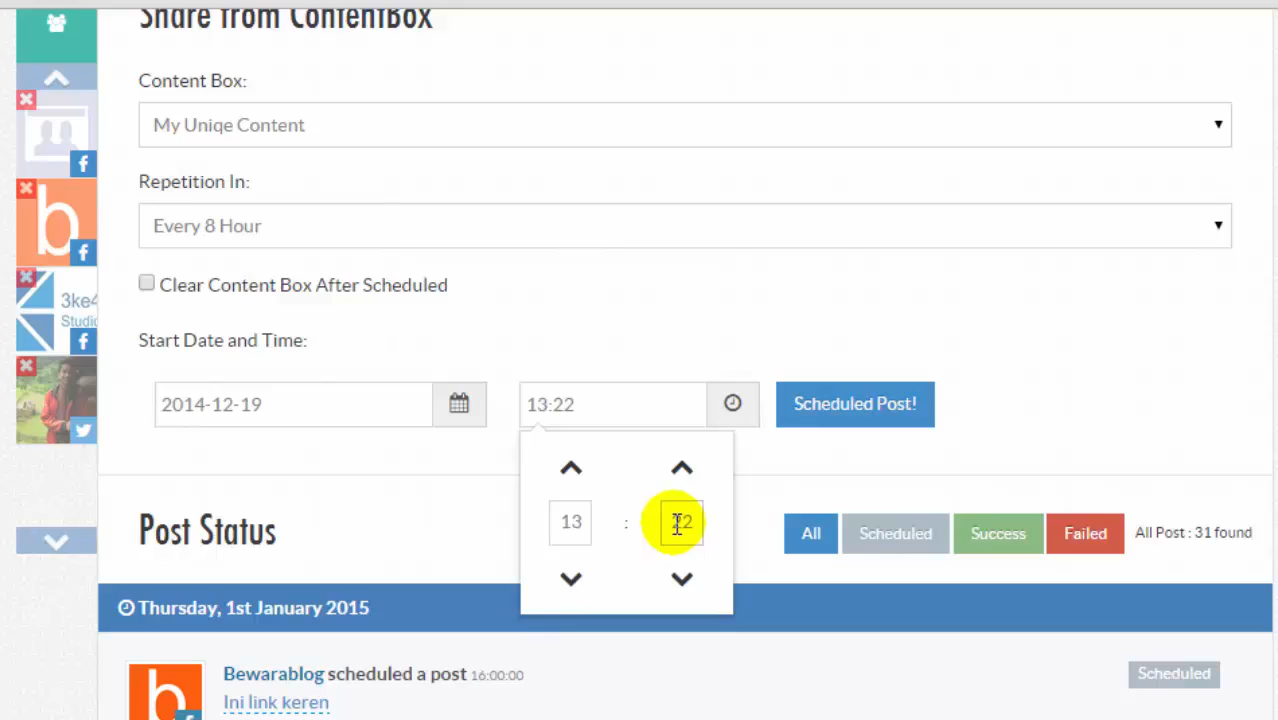 Share from ContentBox
Content Box:
My Uniqe Content
Repetition In:
Every 8 Hour
Clear Content Box After Scheduled
Start Date and Time:
2014-12-19
13:22
Scheduled Post!
13 : 22
Post Status
All
Scheduled
Success
Failed
All Post : 31 found
Thursday, 1st January 2015
Bewarablog scheduled a post 16:00:00
Scheduled
Ini link keren
b
3ke4
Studio
b